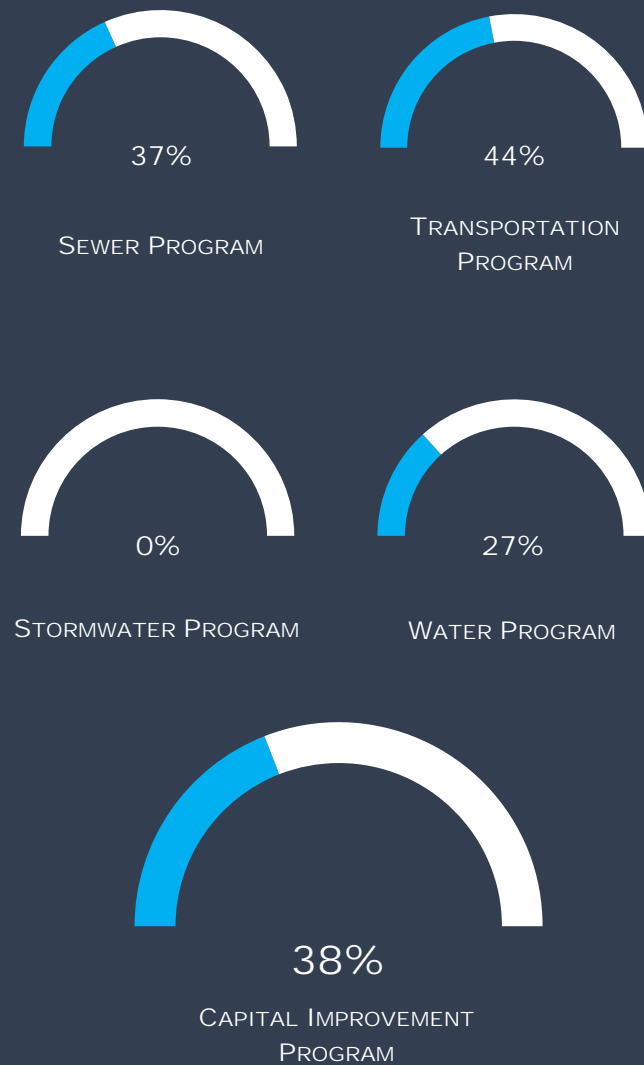 37%
SEWER PROGRAM
44%
TRANSPORTATION
PROGRAM
0%
STORMWATER PROGRAM
27%
WATER PROGRAM
38%
CAPITAL IMPROVEMENT
PROGRAM